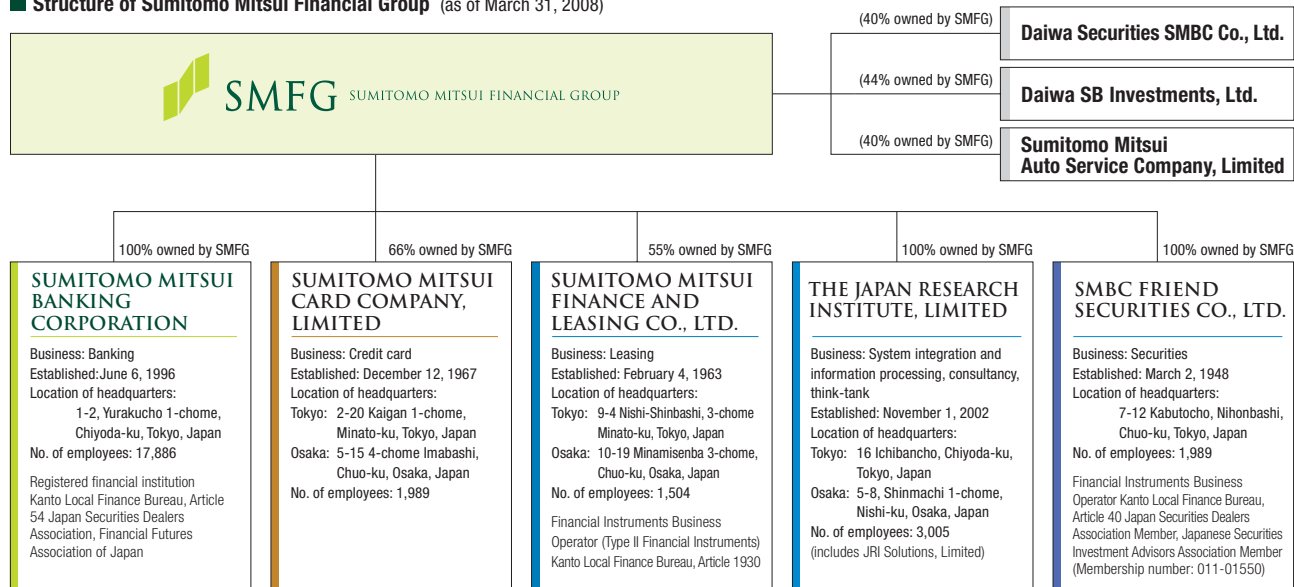 Structure of Sumitomo Mitsui Financial Group (as of March 31, 2008)
SMFG SUMITOMO MITSUI FINANCIAL GROUP
(40% owned by SMFG)
Daiwa Securities SMBC Co., Ltd.
(44% owned by SMFG)
Daiwa SB Investments, Ltd.
(40% owned by SMFG)
Sumitomo Mitsui
Auto Service Company, Limited
100% owned by SMFG
SUMITOMO MITSUI
BANKING
CORPORATION
Business: Banking
Established:June 6, 1996
Location of headquarters:
1-2, Yurakucho 1-chome,
Chiyoda-ku, Tokyo, Japan
No. of employees: 17,886
Registered financial institution
Kanto Local Finance Bureau, Article
54 Japan Securities Dealers
Association, Financial Futures
Association of Japan
66% owned by SMFG
SUMITOMO MITSUI
CARD COMPANY,
LIMITED
Business: Credit card
Established: December 12, 1967
Location of headquarters:
Tokyo: 2-20 Kaigan 1-chome,
Minato-ku, Tokyo, Japan
Osaka: 5-15 4-chome Imabashi,
Chuo-ku, Osaka, Japan
No. of employees: 1,989
55% owned by SMFG
SUMITOMO MITSUI
FINANCE AND
LEASING CO., LTD.
Business: Leasing
Established: February 4, 1963
Location of headquarters:
Tokyo: 9-4 Nishi-Shinbashi, 3-chome
Minato-ku, Tokyo, Japan
Osaka: 10-19 Minamisenba 3-chome,
Chuo-ku, Osaka, Japan
No. of employees: 1,504
Financial Instruments Business
Operator (Type II Financial Instruments)
Kanto Local Finance Bureau, Article 1930
100% owned by SMFG
THE JAPAN RESEARCH
INSTITUTE, LIMITED
Business: System integration and
information processing, consultancy,
think-tank
Established: November 1, 2002
Location of headquarters:
Tokyo: 16 Ichibancho, Chiyoda-ku,
Tokyo, Japan
Osaka: 5-8, Shinmachi 1-chome,
Nishi-ku, Osaka, Japan
No. of employees: 3,005
(includes JRI Solutions, Limited)
100% owned by SMFG
SMBC FRIEND
SECURITIES CO., LTD.
Business: Securities
Established: March 2, 1948
Location of headquarters:
7-12 Kabutocho, Nihonbashi,
Chuo-ku, Tokyo, Japan
No. of employees: 1,989
Financial Instruments Business
Operator Kanto Local Finance Bureau,
Article 40 Japan Securities Dealers
Association Member, Japanese Securities
Investment Advisors Association Member
(Membership number: 011-01550)